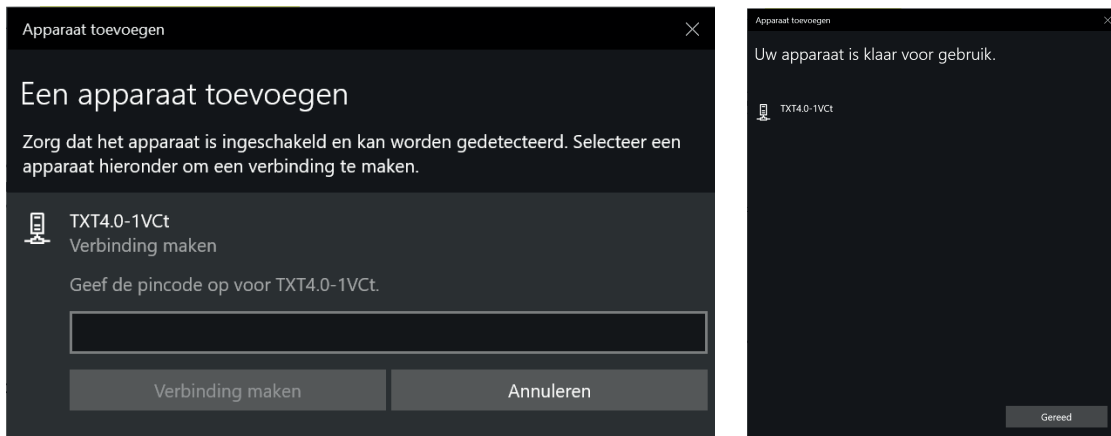 Apparaat toevoegen
Een apparaat toevoegen
Zorg dat het apparaat is ingeschakeld en kan worden gedetecteerd. Selecteer een
apparaat hieronder om een verbinding te maken.
TXT4.0-1VCt
Verbinding maken
Geef de pincode op voor TXT4.0-1VCt.
Verbinding maken
Annuleren
Apparaat toevoegen
Uw apparaat is klaar voor gebruik.
TXT4.0-1VCt
Gereed